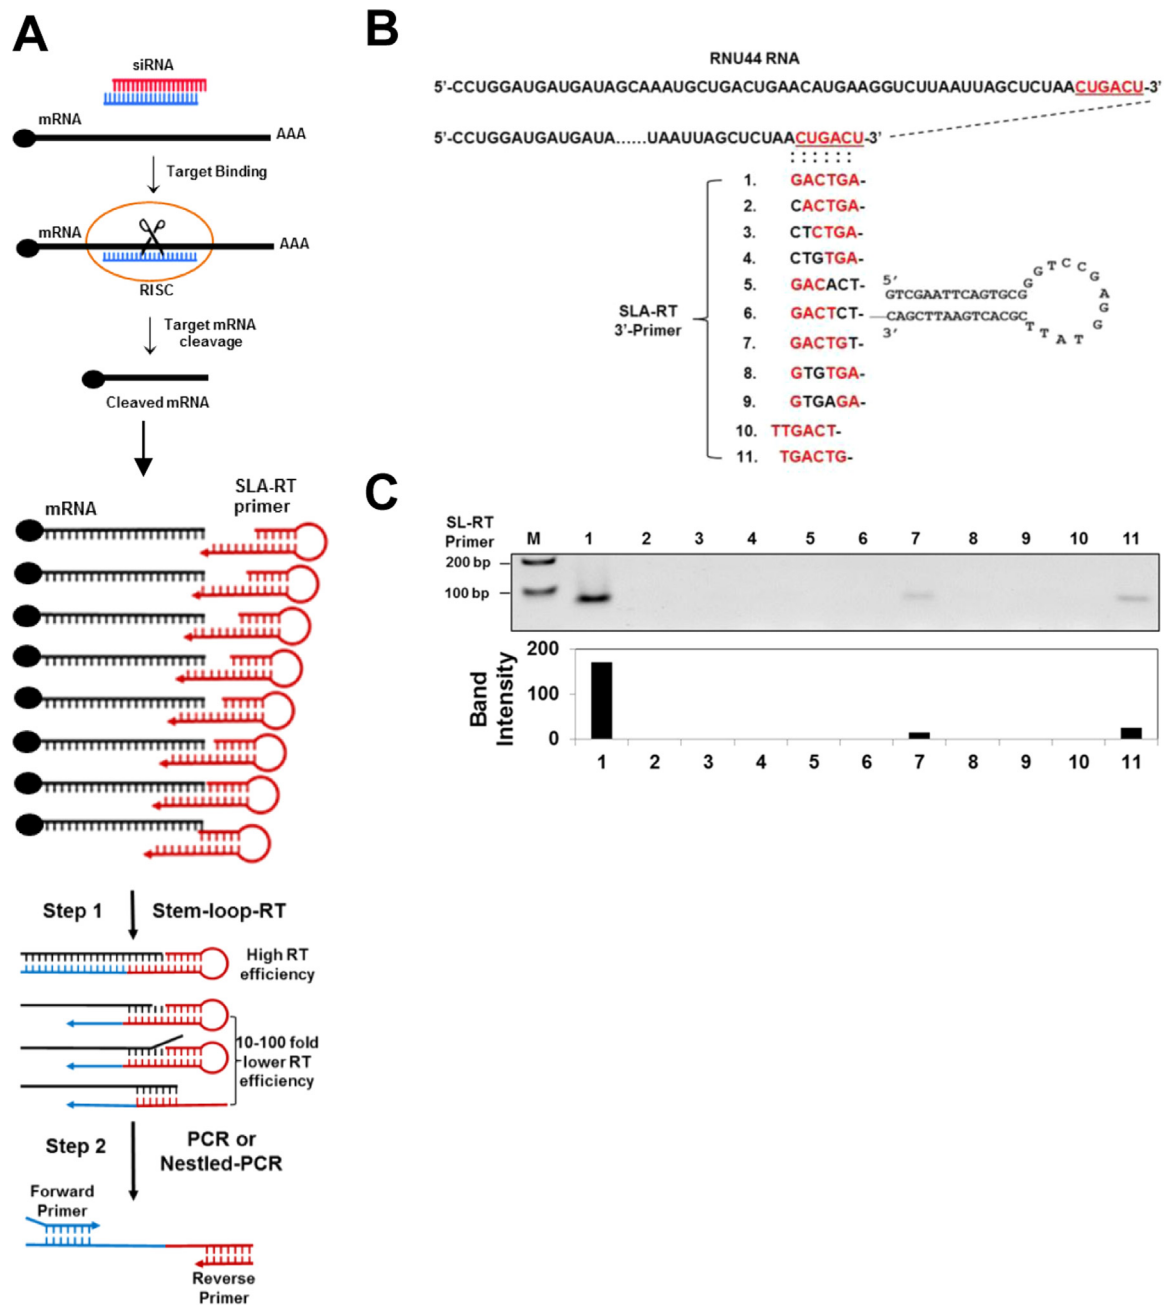 A
siRNA
mRNA
AAA
Target Binding
mRNA
AAA
RISC
Target mRNA
cleavage
Cleaved mRNA
mRNA
SLA-RT
primer
Step 1
Stem-loop-RT
High RT
efficiency
10-100 fold
lower RT
efficiency
Step 2
PCR or
Nestled-PCR
Forward
Primer
Reverse
Primer
B
RNU44 RNA
5'-CCUGGAUGAUGAUAGCAAAUGCUGACUGAACAUGAAGGUCUUAAUUAGCUCUAACUGACU-3'
5'-CCUGGAUGAUGAUA......UAAUUAGCUCUAACUGACU-3'
: : : : : :
SLA-RT
3'-Primer
1. GACTGA-
2. CACTGA-
3. CTCTGA-
4. CTGTGA-
5. GACACT-
6. GACTCT-
7. GACTGT-
8. GTGTGA-
9. GTGAGA-
10. TTGACT-
11. TGACTG-
5'
GTCGAATTCAGTGCG
GGTCCGAGGGTATT
CAGCTTAAGTCACGC
3'
C
SL-RT
Primer M 1 2 3 4 5 6 7 8 9 10 11
200 bp
100 bp
Band
Intensity
200
100
0
1 2 3 4 5 6 7 8 9 10 11